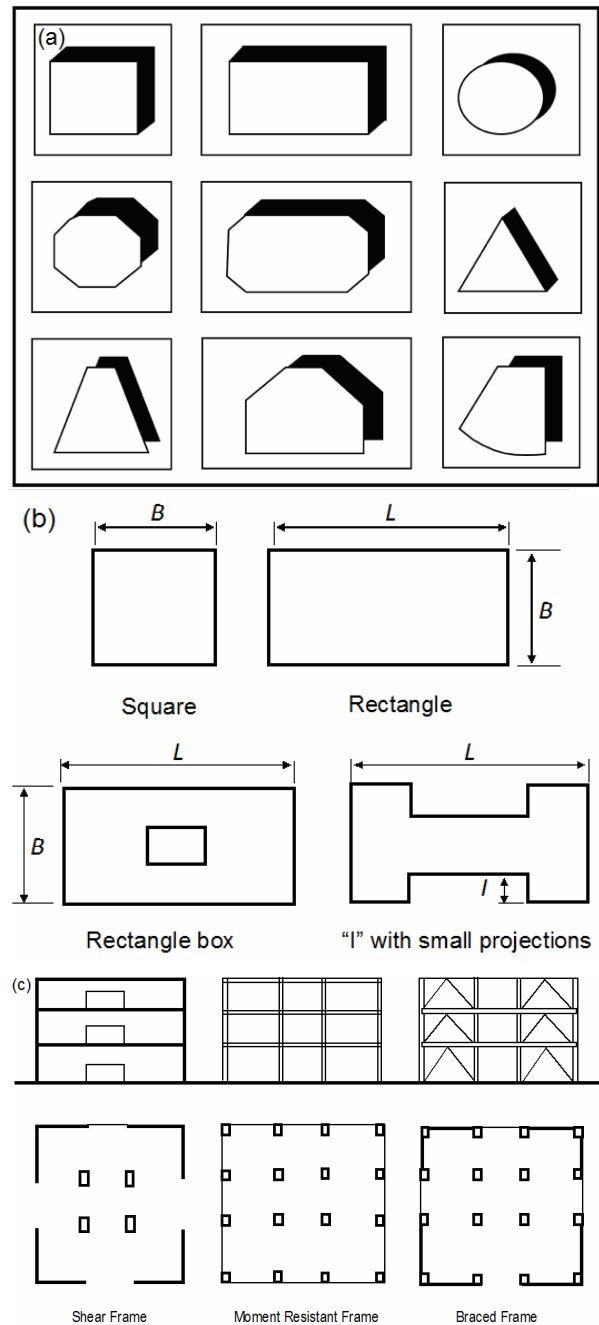 (a)
(b)
B
L
B
Square
Rectangle
L
L
B
l
Rectangle box
“I” with small projections
(c)
Shear Frame
Moment Resistant Frame
Braced Frame